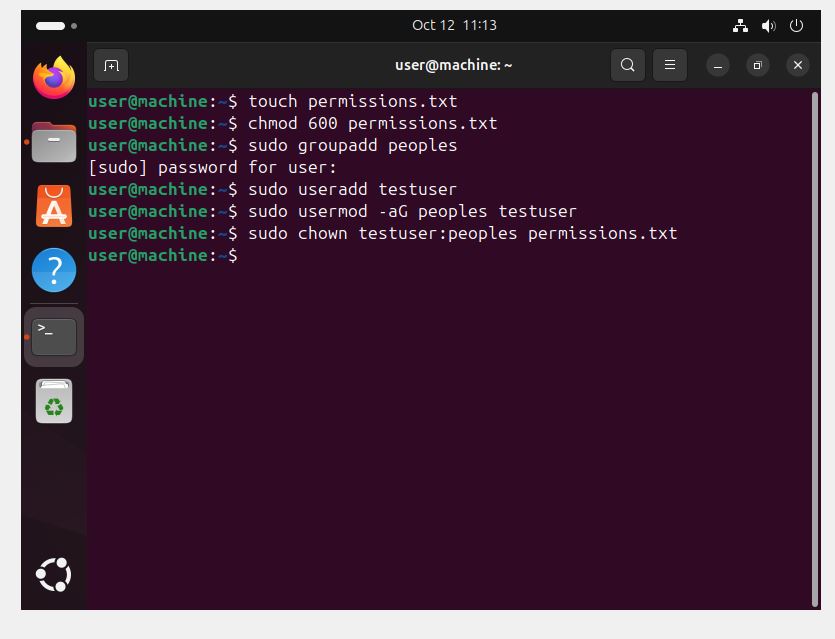 Oct 12 11:13
user@machine: ~
user@machine:~$ touch permissions.txt
user@machine:~$ chmod 600 permissions.txt
user@machine:~$ sudo groupadd peoples
[sudo] password for user:
user@machine:~$ sudo useradd testuser
user@machine:~$ sudo usermod -aG peoples testuser
user@machine:~$ sudo chown testuser:peoples permissions.txt
user@machine:~$
?
>_